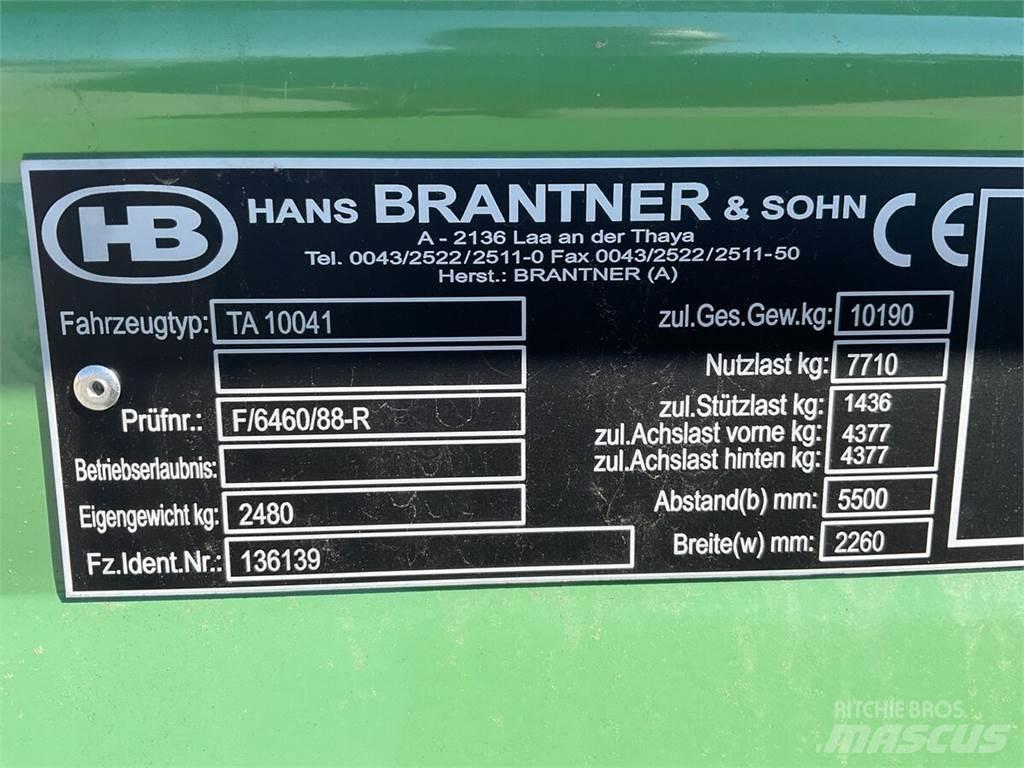 HB
HANS BRANTNER & SOHN CE
A - 2136 Laa an der Thaya
Tel. 0043/2522/2511-0 Fax 0043/2522/2511-50
Herst.: BRANTNER (A)
Fahrzeugtyp: TA 10041
Prüfnr.: F/6460/88-R
Betriebserlaubnis:
Eigengewicht kg: 2480
Fz.Ident.Nr.: 136139
zul.Ges.Gew.kg: 10190
Nutzlast kg: 7710
zul.Stützlast kg: 1436
zul.Achslast vorne kg: 4377
zul.Achslast hinten kg: 4377
Abstand(b) mm: 5500
Breite(w) mm: 2260
RITCHIE BROS.
MASCUS